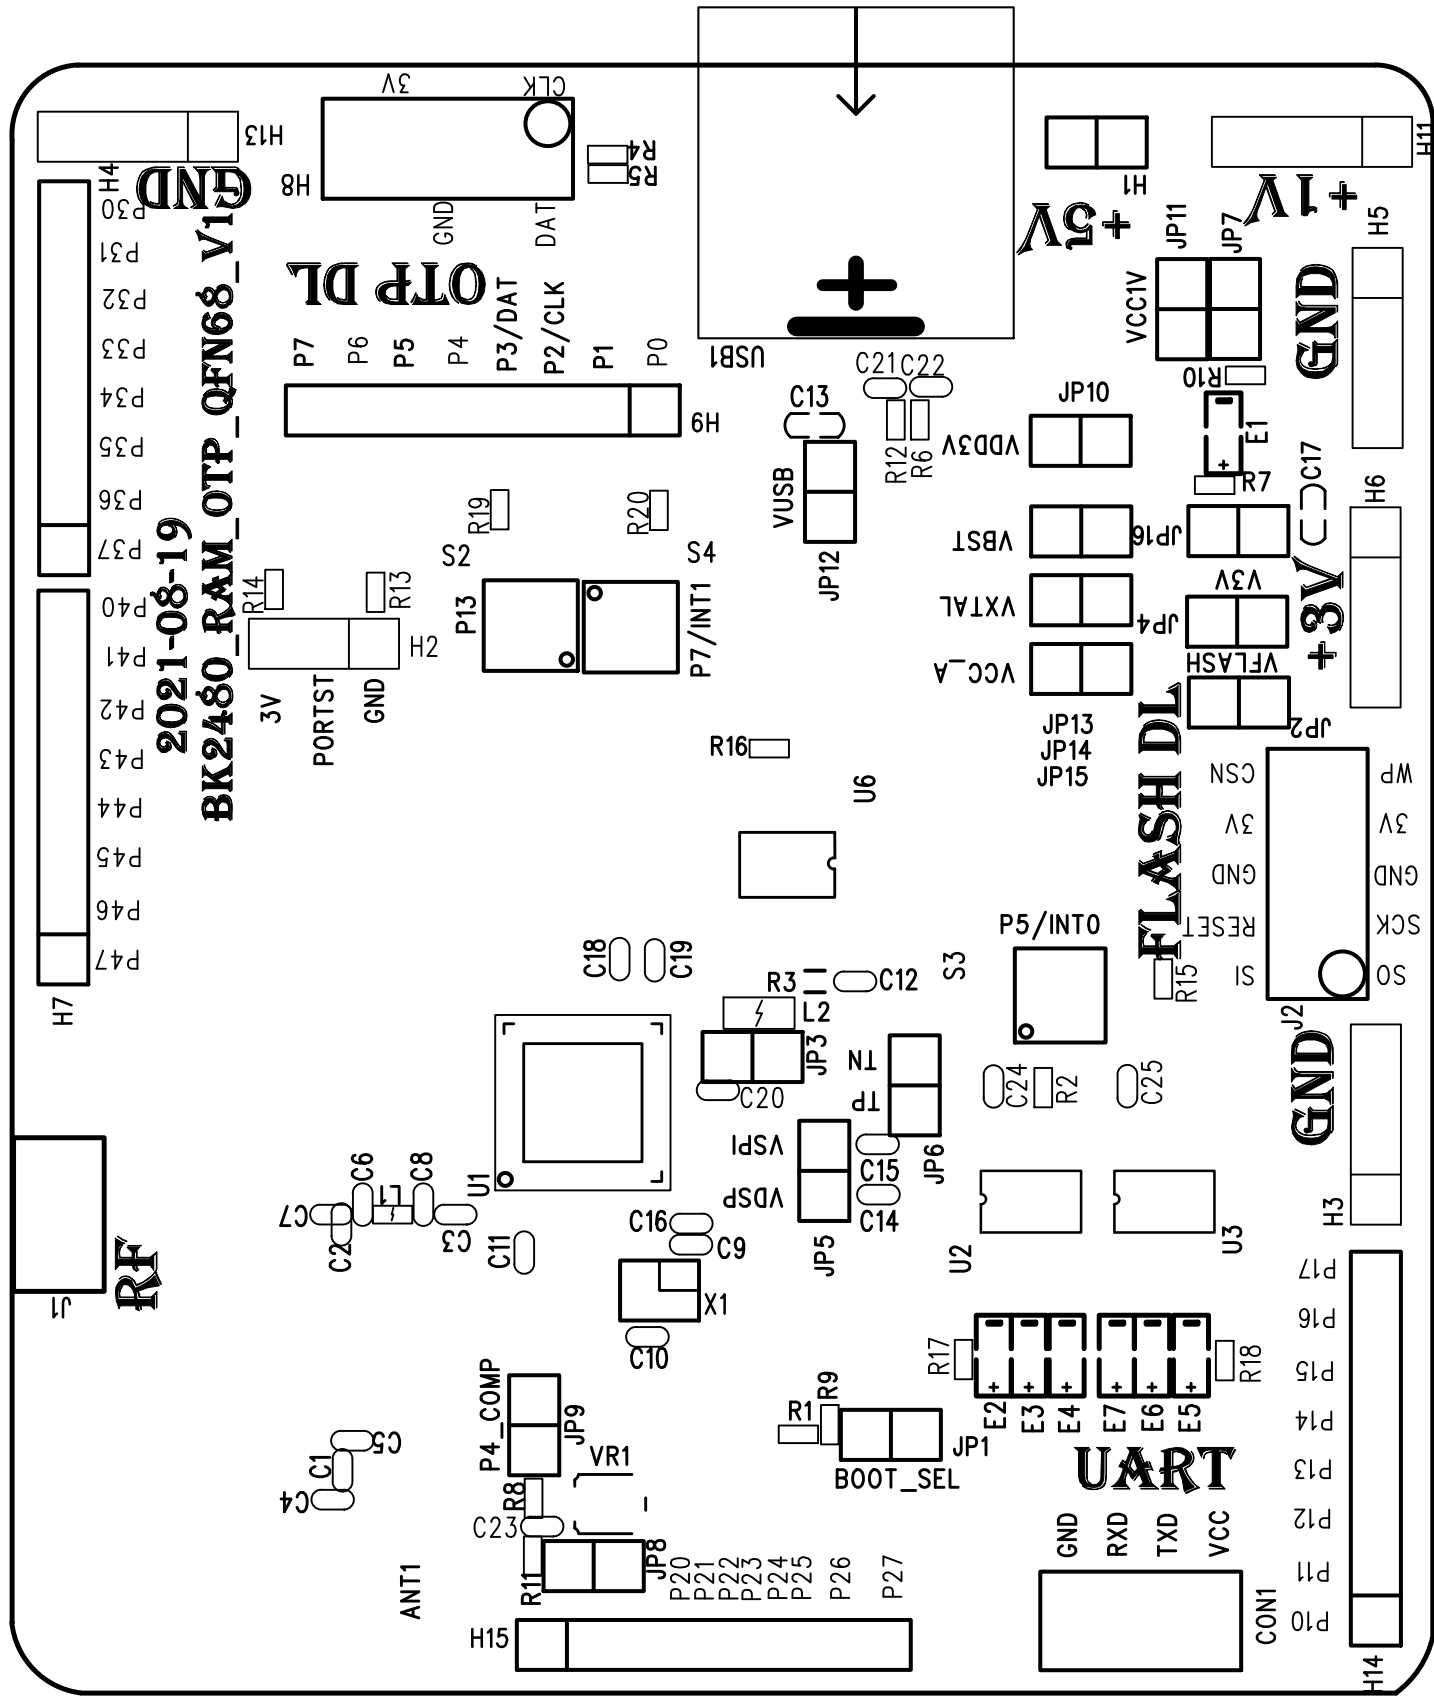 3V
CLK
H13
H4
GND
H8
GND
DAT
R4
R5
H1
+5V
H11
+1V
JP11
JP7
H5
P30
P31
P32
P33
P34
P35
P36
P37
BK2480_RAM_OTP_QFN68_V1
2021-08-19
OTP DL
P7
P6
P5
P4
P3/DAT
P2/CLK
P1
P0
H9
USB1
VCC1V
GND
R10
C21
C22
C13
R12
R6
JP10
VDD3V
E1
R7
C17
H6
VUSB
JP12
R19
R20
S2
S4
VBST
JP16
V3V
+3V
R14
R13
H2
P13
P7/INT1
VXTAL
JP4
VCC_A
VFLASH
JP2
3V
PORTST
GND
P40
P41
P42
P43
P44
P45
P46
P47
H7
JP13
JP14
JP15
R16
U6
FLASH DL
CSN
3V
GND
RESET
SI
WP
3V
GND
SCK
SO
J2
P5/INT0
S3
R15
C18
C19
R3
C12
L2
JP3
C20
TN
TP
JP6
C24
R2
C25
GND
H3
U1
VSPI
VDSP
C15
C14
JP5
U2
U3
C6
C8
L1
C7
C2
C3
C11
C16
C9
X1
C10
RF
J1
P17
P16
P15
P14
P13
P12
P11
P10
H14
R17
R18
E2
E3
E4
E7
E6
E5
P4_COMP
JP9
R1
R9
JP1
BOOT_SEL
UART
GND
RXD
TXD
VCC
CON1
C5
C1
C4
VR1
R8
C23
R11
JP8
ANT1
H15
P20
P21
P22
P23
P24
P25
P26
P27